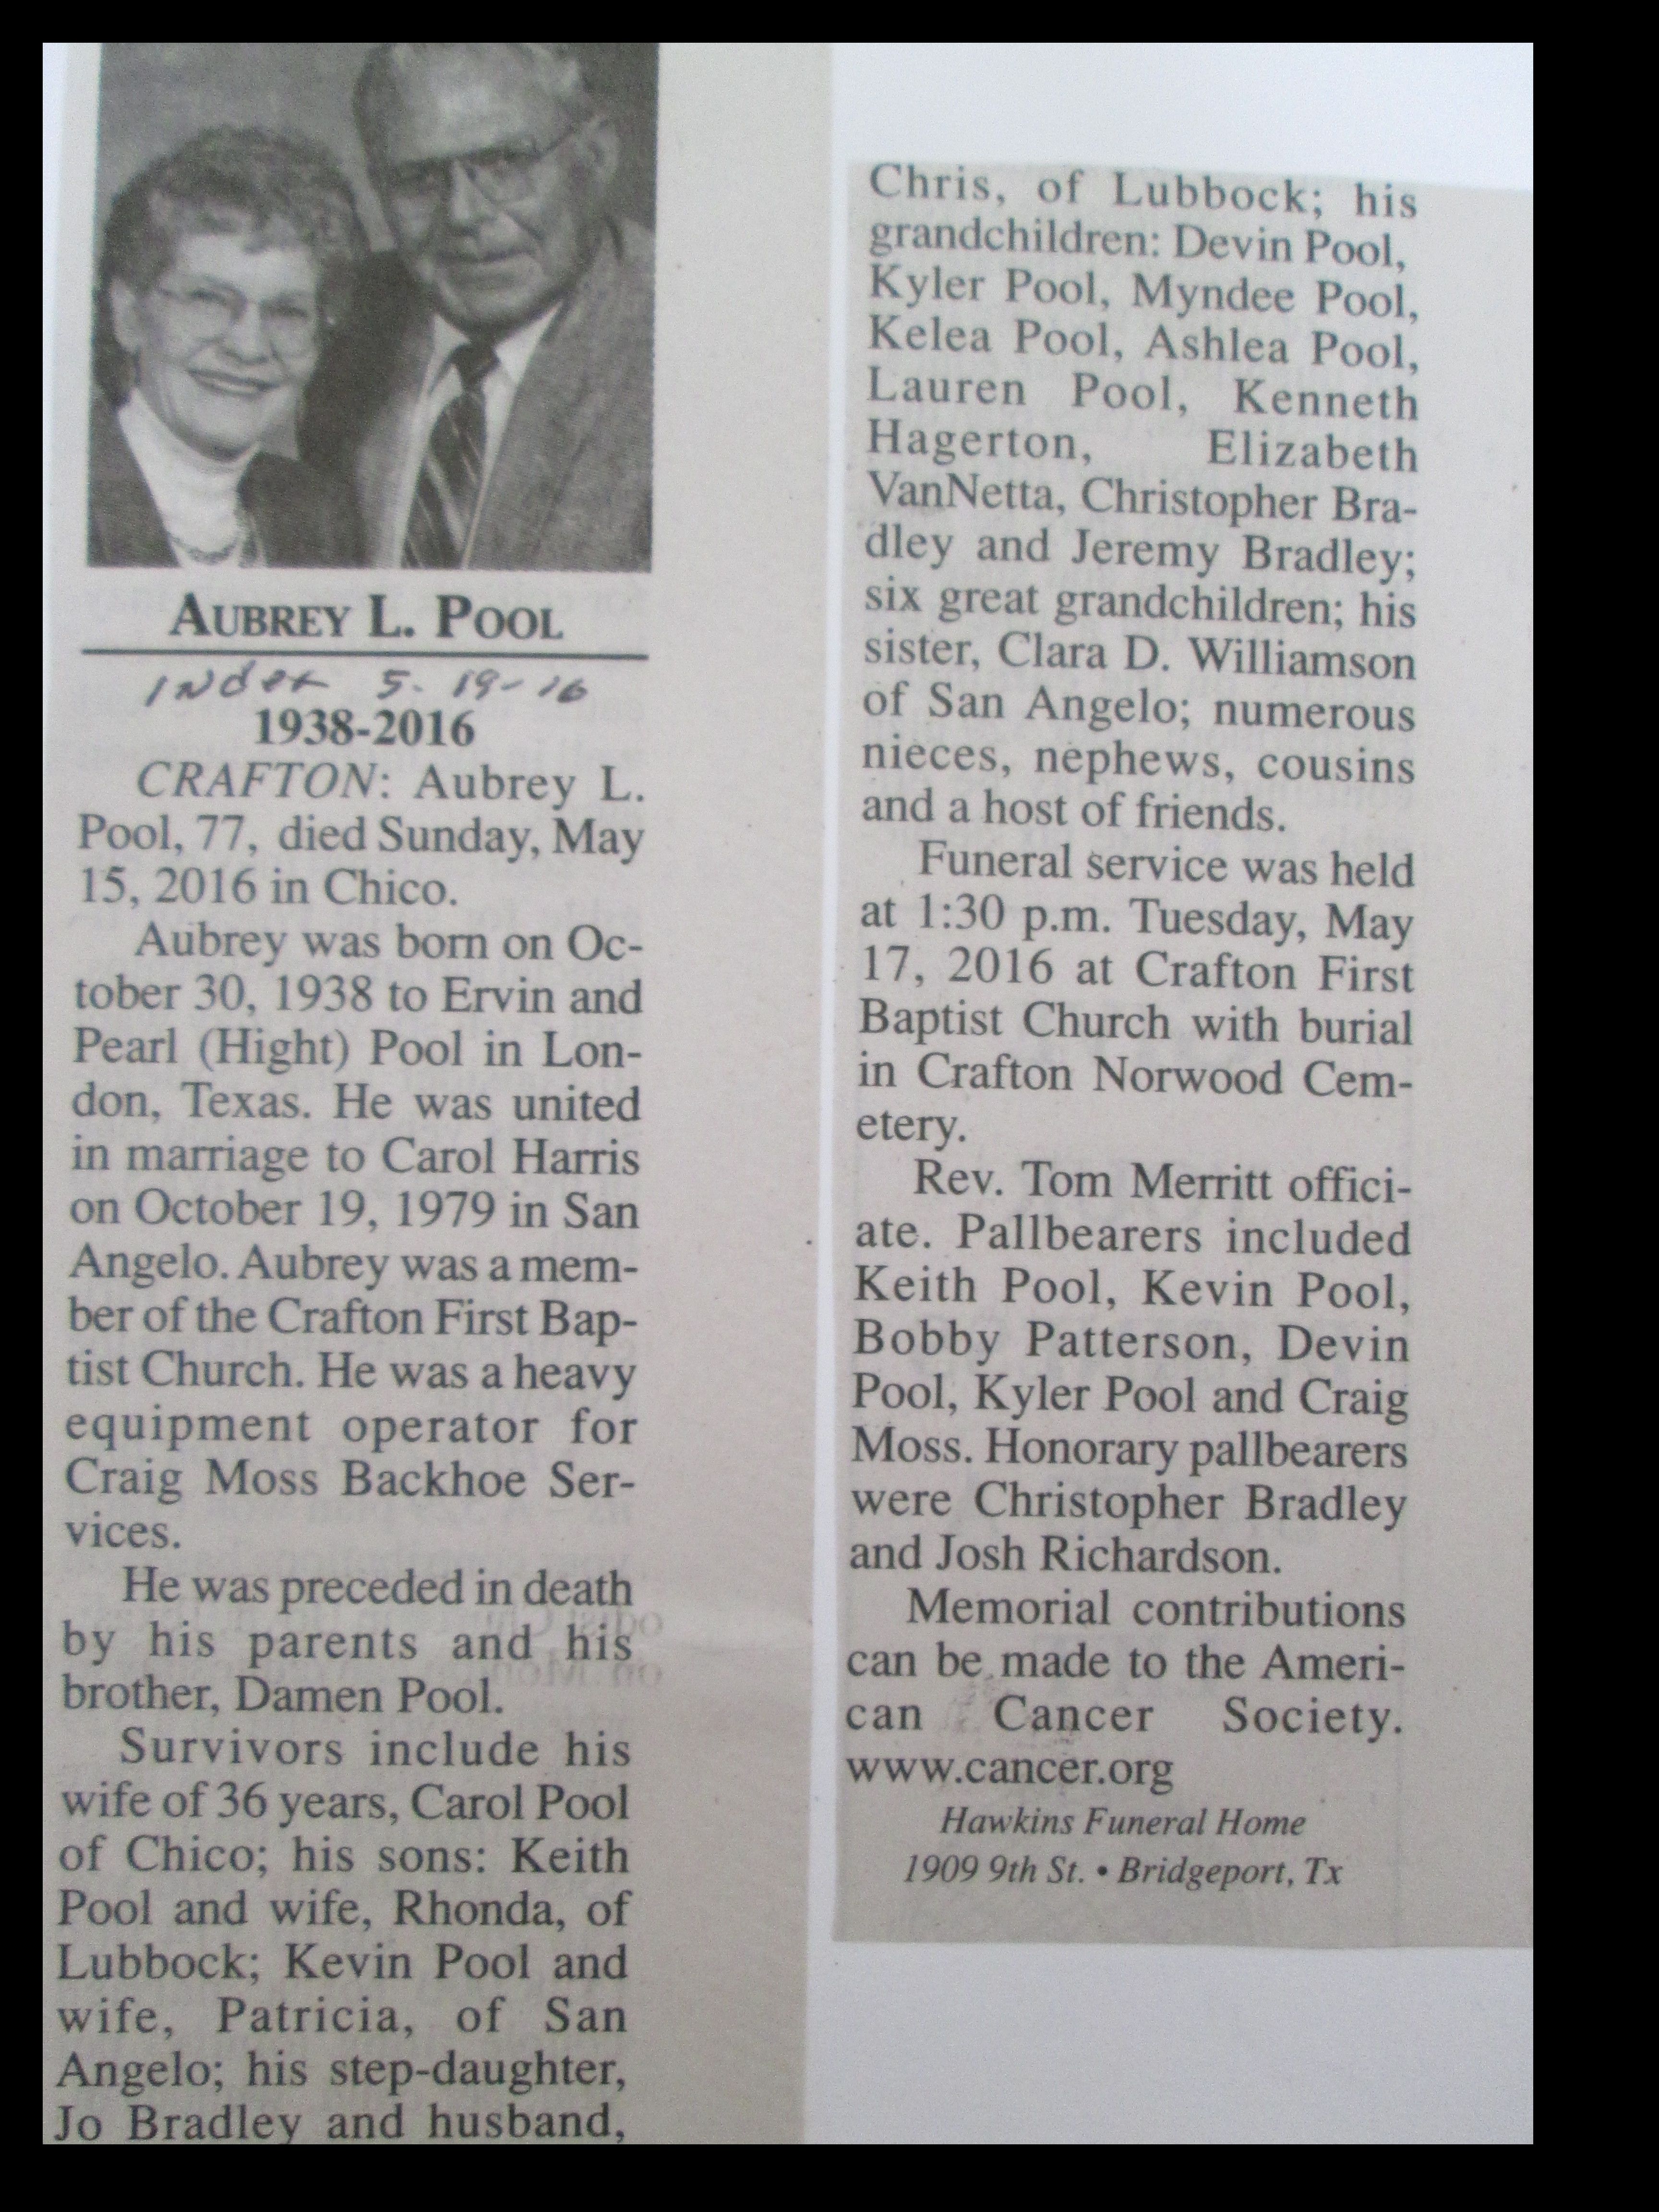 AUBREY L. POOL
Index 5-19-16
1938-2016
CRAFTON: Aubrey L.
Pool, 77, died Sunday, May
15, 2016 in Chico.
Aubrey was born on Oc-
tober 30, 1938 to Ervin and
Pearl (Hight) Pool in Lon-
don, Texas. He was united
in marriage to Carol Harris
on October 19, 1979 in San
Angelo. Aubrey was a mem-
ber of the Crafton First Bap-
tist Church. He was a heavy
equipment operator for
Craig Moss Backhoe Ser-
vices.
He was preceded in death
by his parents and his
brother, Damen Pool.
Survivors include his
wife of 36 years, Carol Pool
of Chico; his sons: Keith
Pool and wife, Rhonda, of
Lubbock; Kevin Pool and
wife, Patricia, of San
Angelo; his step-daughter,
Jo Bradley and husband,
Chris, of Lubbock; his
grandchildren: Devin Pool,
Kyler Pool, Myndee Pool,
Kelea Pool, Ashlea Pool,
Lauren Pool, Kenneth
Hagerton, Elizabeth
VanNetta, Christopher Bra-
dley and Jeremy Bradley;
six great grandchildren; his
sister, Clara D. Williamson
of San Angelo; numerous
nieces, nephews, cousins
and a host of friends.
Funeral service was held
at 1:30 p.m. Tuesday, May
17, 2016 at Crafton First
Baptist Church with burial
in Crafton Norwood Cem-
etery.
Rev. Tom Merritt offici-
ate. Pallbearers included
Keith Pool, Kevin Pool,
Bobby Patterson, Devin
Pool, Kyler Pool and Craig
Moss. Honorary pallbearers
were Christopher Bradley
and Josh Richardson.
Memorial contributions
can be made to the Ameri-
can Cancer Society.
www.cancer.org
Hawkins Funeral Home
1909 9th St. • Bridgeport, Tx